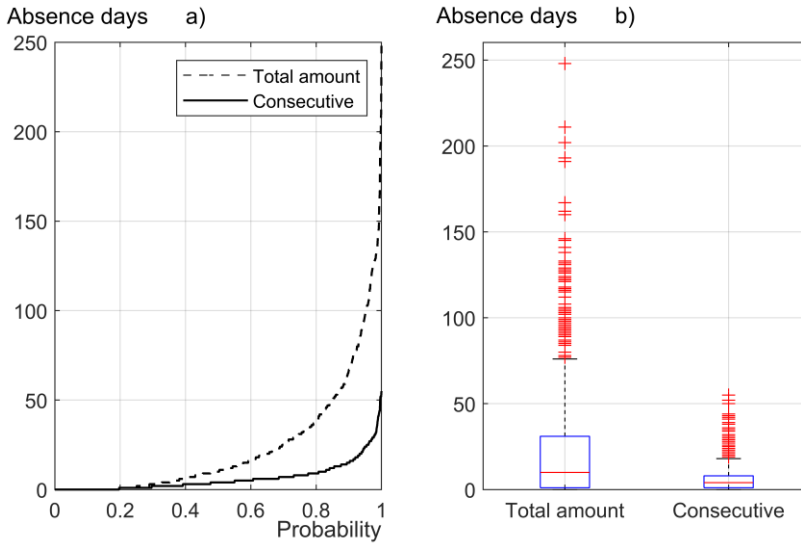 Absence days a)
250
200
150
100
50
0
Total amount
Consecutive
0 0.2 0.4 0.6 0.8 1
Probability
Absence days b)
250
200
150
100
50
0
Total amount Consecutive